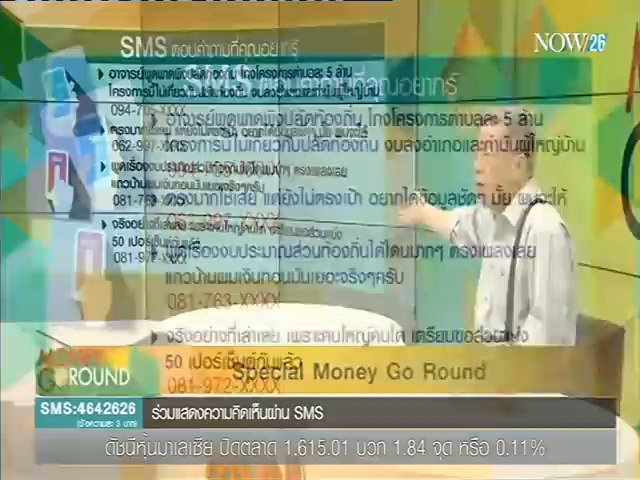 NOW 26
SMS ตอบคำถามที่คุณอยากรู้
อาจารย์พูดพาดพิงปลัดท้องถิ่น โกงโครงการตำบลละ 5 ล้าน
โครงการนี้ไม่เกี่ยวกับปลัดท้องถิ่น งบลงอำเภอและกำนันผู้ใหญ่บ้าน
094-
ตรงมากใช่เลย แต่ยังไม่ตรงเป้า อยากได้ข้อมูลชัดๆ มั้ย ผมจะให้
062-997-XXXX
พูดเรื่องงบประมาณส่วนท้องถิ่นได้โดนมากๆ ตรงเพลงเลย
แถวบ้านผมเงินทอนมันเยอะจริงๆครับ
081-763-XXXX
จริงอย่างที่เล่าเลย เพราะคนใหญ่คนโต เตรียมขอส่วนแบ่ง
50 เปอร์เซ็นต์กันแล้ว
081-972-XXXX
MONEY
GO ROUND
Special Money Go Round
SMS:4642626
(ข้อความละ 3 บาท)
ร่วมแสดงความคิดเห็นผ่าน SMS
ดัชนีหุ้นมาเลเซีย ปิดตลาด 1,615.01 บวก 1.84 จุด หรือ 0.11%